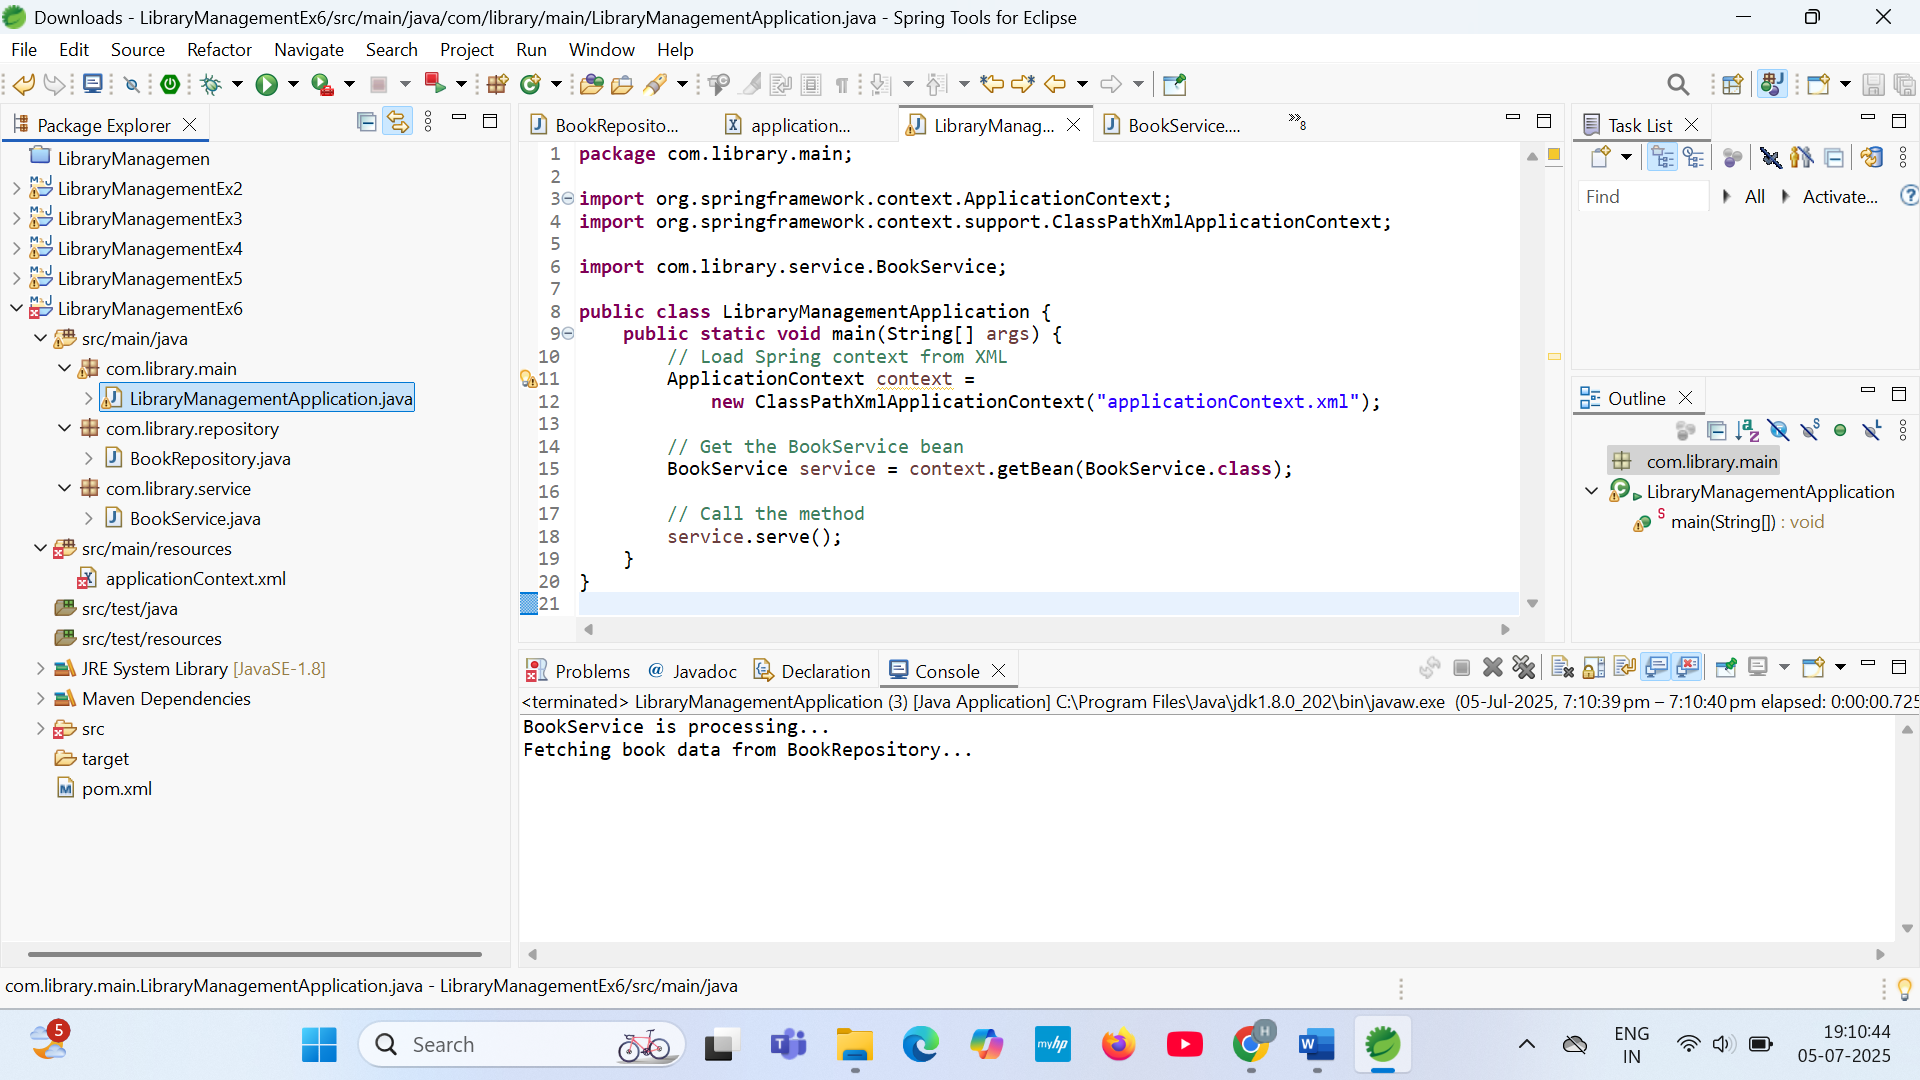 Downloads - LibraryManagementEx6/src/main/java/com/library/main/LibraryManagementApplication.java - Spring Tools for Eclipse
File Edit Source Refactor Navigate Search Project Run Window Help
Package Explorer
LibraryManagemen
LibraryManagementEx2
LibraryManagementEx3
LibraryManagementEx4
LibraryManagementEx5
LibraryManagementEx6
src/main/java
com.library.main
LibraryManagementApplication.java
com.library.repository
BookRepository.java
com.library.service
BookService.java
src/main/resources
applicationContext.xml
src/test/java
src/test/resources
JRE System Library [JavaSE-1.8]
Maven Dependencies
src
target
pom.xml
BookReposito... application... LibraryManag... BookService.... »8
1 package com.library.main;
2
3 import org.springframework.context.ApplicationContext;
4 import org.springframework.context.support.ClassPathXmlApplicationContext;
5
6 import com.library.service.BookService;
7
8 public class LibraryManagementApplication {
9 public static void main(String[] args) {
10 // Load Spring context from XML
11 ApplicationContext context =
12 new ClassPathXmlApplicationContext("applicationContext.xml");
13
14 // Get the BookService bean
15 BookService service = context.getBean(BookService.class);
16
17 // Call the method
18 service.serve();
19 }
20 }
21
Task List
Find All Activate...
Outline
com.library.main
LibraryManagementApplication
main(String[]) : void
Problems Javadoc Declaration Console
<terminated> LibraryManagementApplication (3) [Java Application] C:\Program Files\Java\jdk1.8.0_202\bin\javaw.exe (05-Jul-2025, 7:10:39 pm – 7:10:40 pm elapsed: 0:00:00.725
BookService is processing...
Fetching book data from BookRepository...
com.library.main.LibraryManagementApplication.java - LibraryManagementEx6/src/main/java
5
Search
myhp
H
ENG
IN
19:10:44
05-07-2025